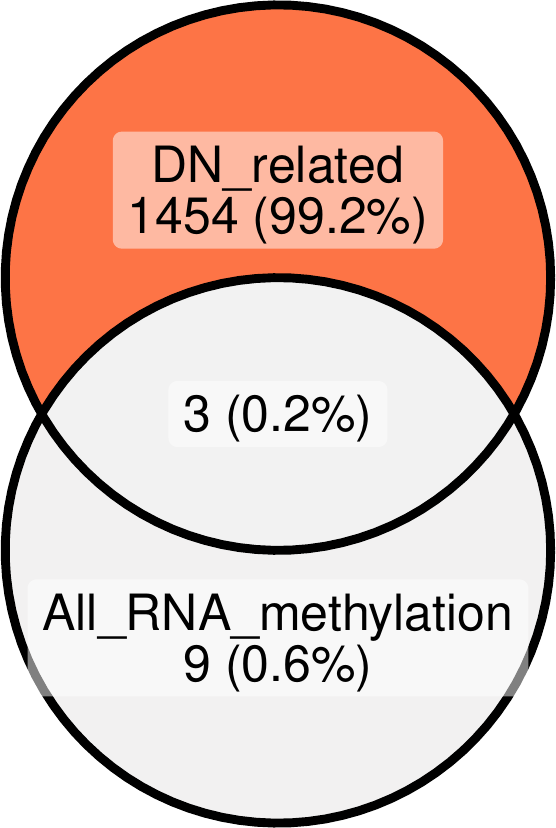 DN_related
1454 (99.2%)
3 (0.2%)
All_RNA_methylation
9 (0.6%)